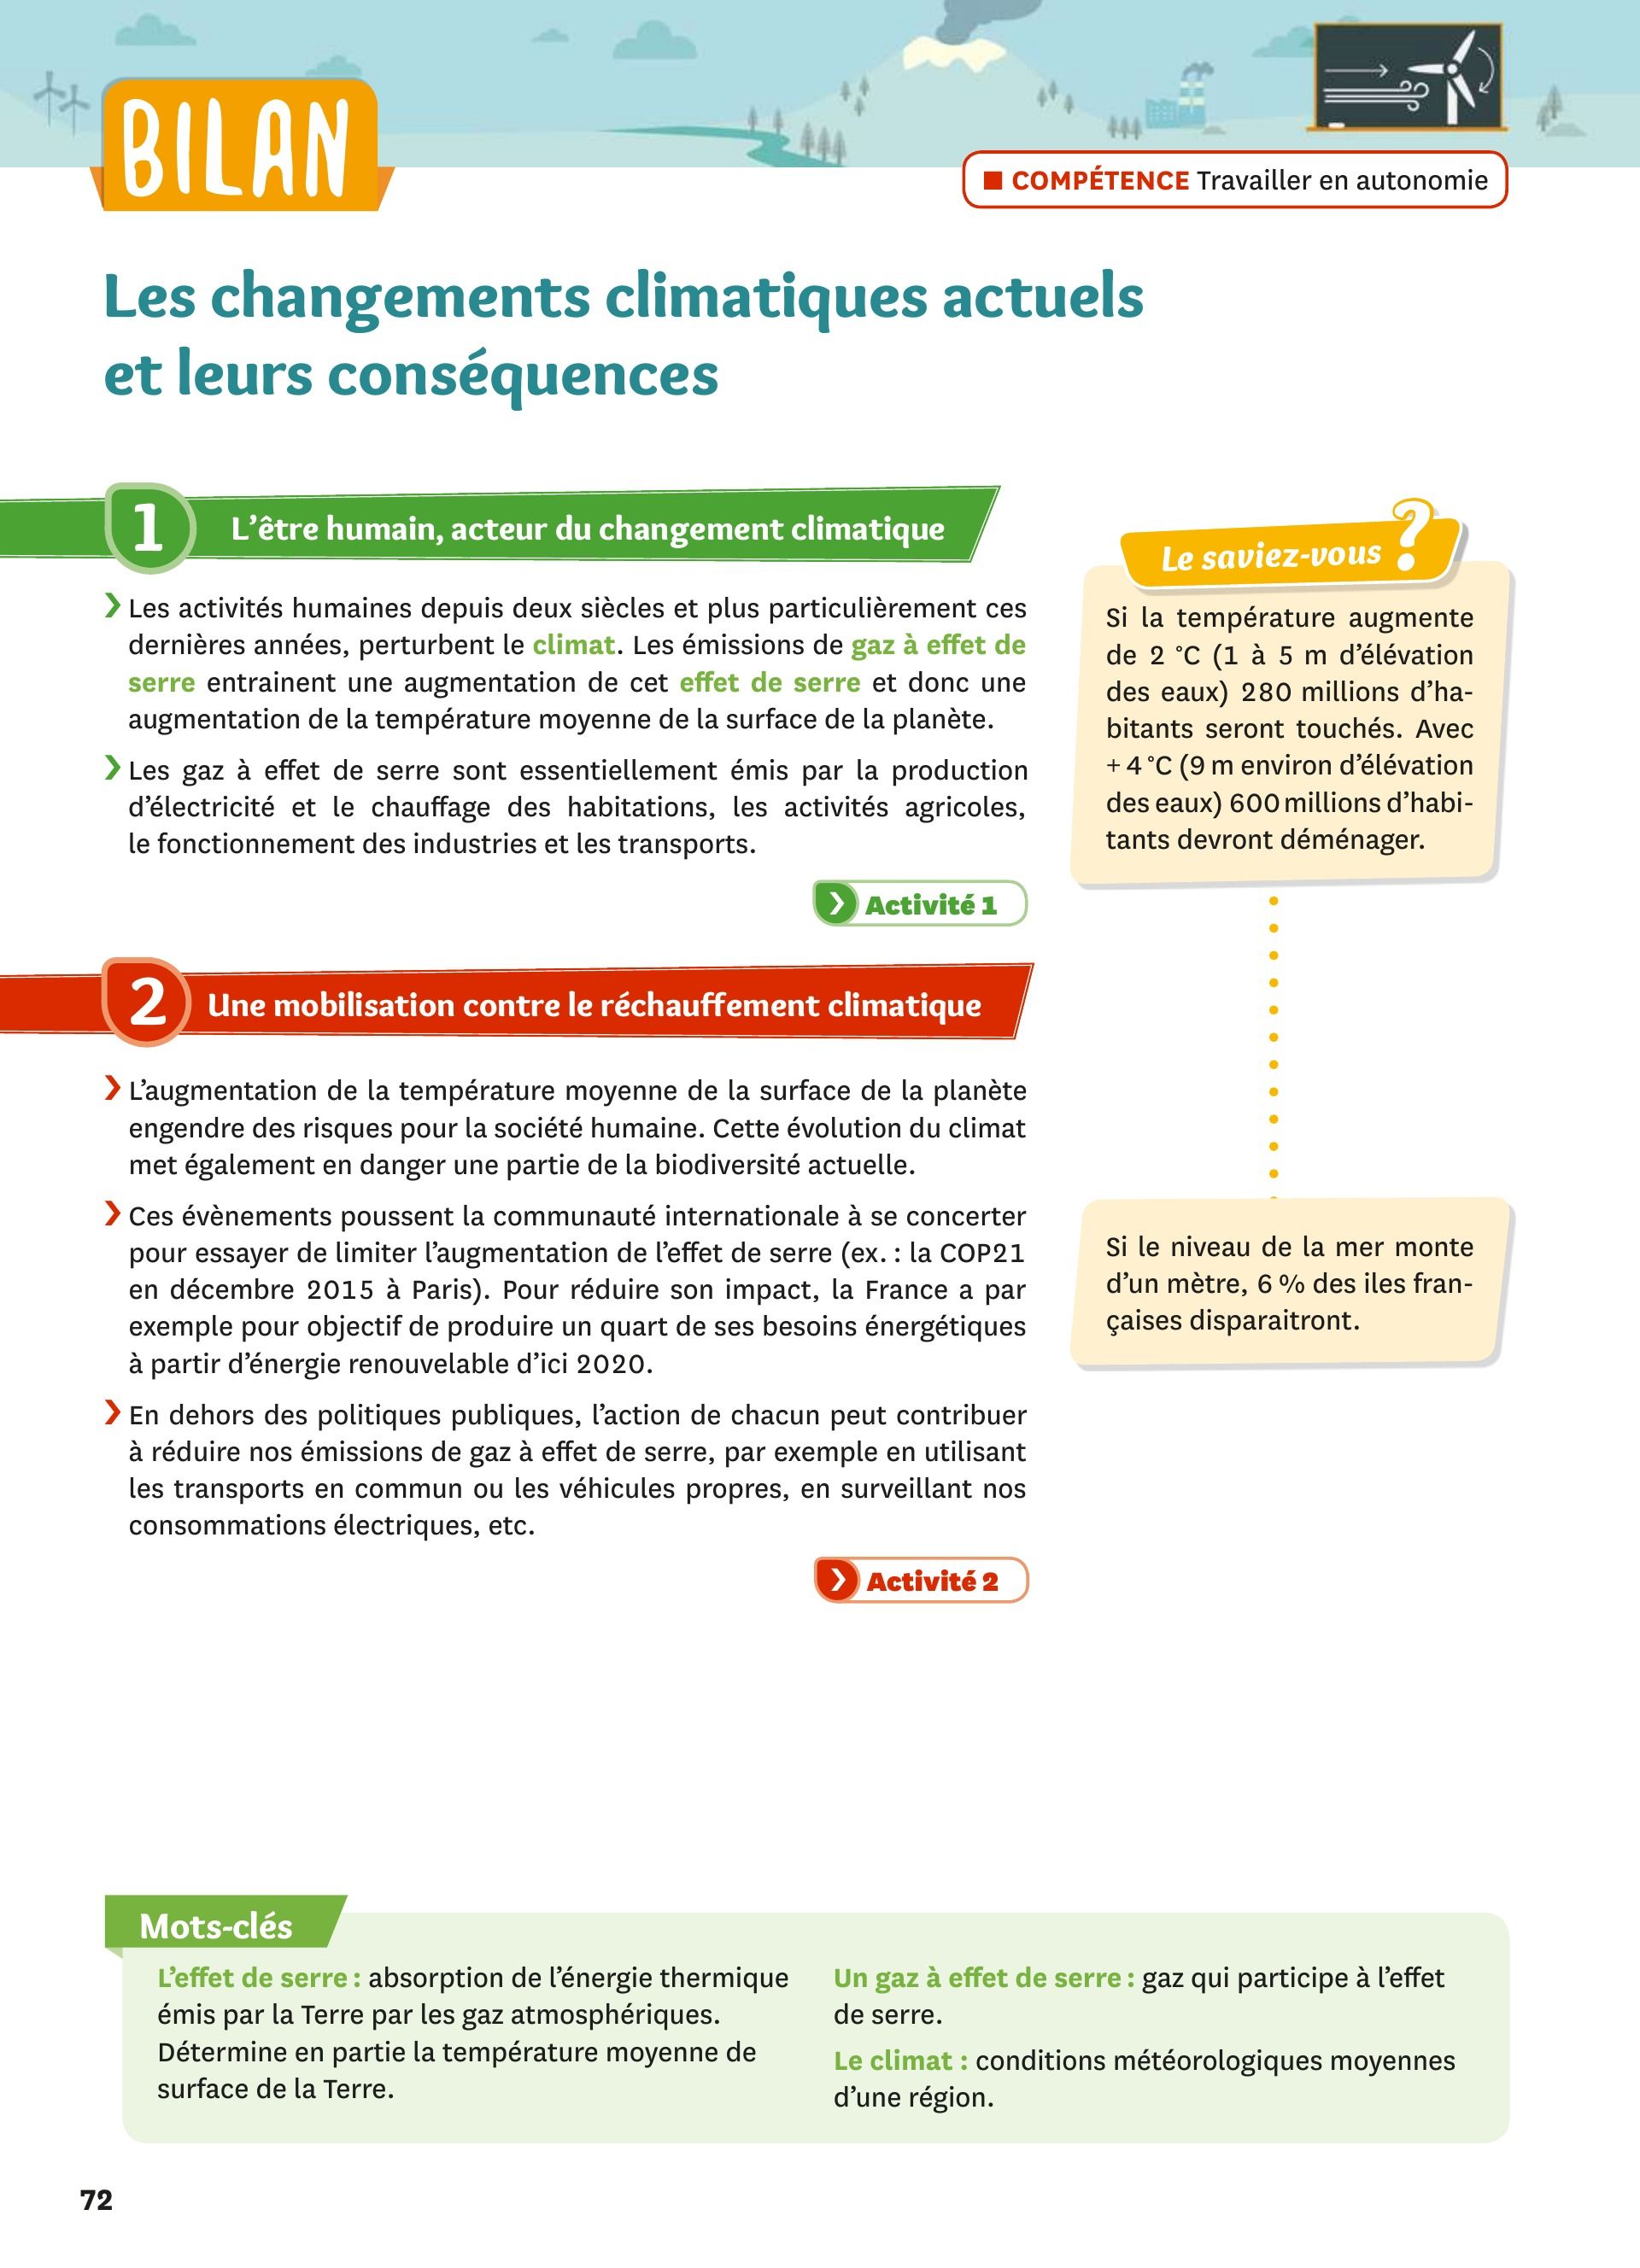 BILAN
COMPÉTENCE Travailler en autonomie
Les changements climatiques actuels
et leurs conséquences
1 L’être humain, acteur du changement climatique
❯ Les activités humaines depuis deux siècles et plus particulièrement ces
dernières années, perturbent le climat. Les émissions de gaz à effet de
serre entrainent une augmentation de cet effet de serre et donc une
augmentation de la température moyenne de la surface de la planète.
❯ Les gaz à effet de serre sont essentiellement émis par la production
d’électricité et le chauffage des habitations, les activités agricoles,
le fonctionnement des industries et les transports.
❯ Activité 1
2 Une mobilisation contre le réchauffement climatique
❯ L’augmentation de la température moyenne de la surface de la planète
engendre des risques pour la société humaine. Cette évolution du climat
met également en danger une partie de la biodiversité actuelle.
❯ Ces évènements poussent la communauté internationale à se concerter
pour essayer de limiter l’augmentation de l’effet de serre (ex. : la COP21
en décembre 2015 à Paris). Pour réduire son impact, la France a par
exemple pour objectif de produire un quart de ses besoins énergétiques
à partir d’énergie renouvelable d’ici 2020.
❯ En dehors des politiques publiques, l’action de chacun peut contribuer
à réduire nos émissions de gaz à effet de serre, par exemple en utilisant
les transports en commun ou les véhicules propres, en surveillant nos
consommations électriques, etc.
❯ Activité 2
Le saviez-vous ?
Si la température augmente
de 2 °C (1 à 5 m d’élévation
des eaux) 280 millions d’ha-
bitants seront touchés. Avec
+ 4 °C (9 m environ d’élévation
des eaux) 600 millions d’habi-
tants devront déménager.
Si le niveau de la mer monte
d’un mètre, 6 % des iles fran-
çaises disparaitront.
Mots-clés
L’effet de serre : absorption de l’énergie thermique
émis par la Terre par les gaz atmosphériques.
Détermine en partie la température moyenne de
surface de la Terre.
Un gaz à effet de serre : gaz qui participe à l’effet
de serre.
Le climat : conditions météorologiques moyennes
d’une région.
72